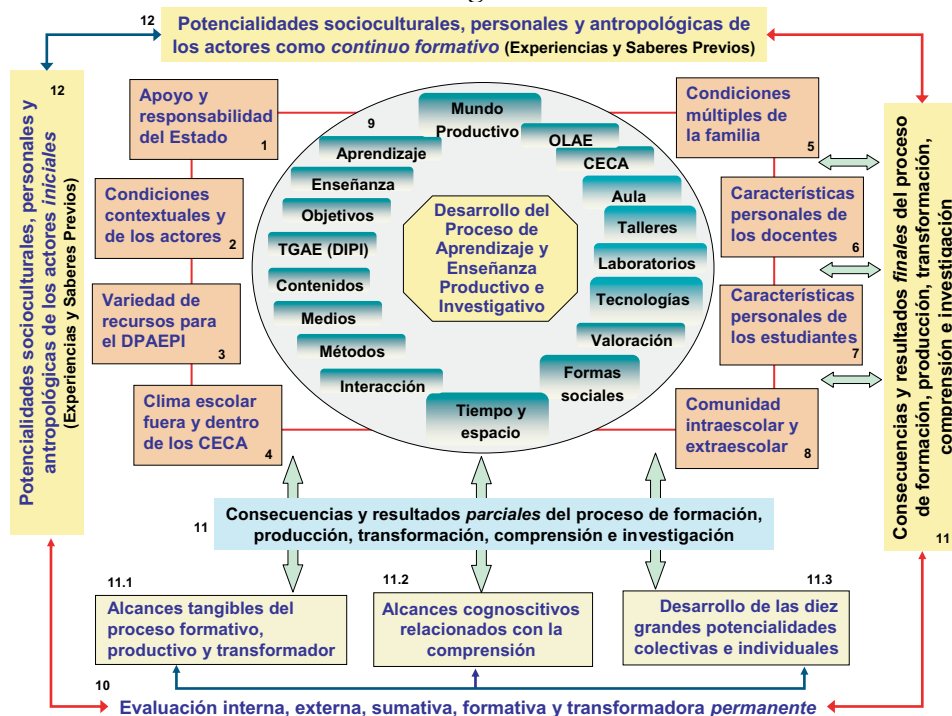 12
Potencialidades socioculturales, personales y antropológicas de
los actores como continuo formativo (Experiencias y Saberes Previos)
12
Potencialidades socioculturales, personales y
antropológicas de los actores iniciales
(Experiencias y Saberes Previos)
Apoyo y
responsabilidad
del Estado
1
Condiciones
contextuales y
de los actores
2
Variedad de
recursos para
el DPAEPI
3
Clima escolar
fuera y dentro
de los CECA
4
9
Mundo
Productivo
OLAE
CECA
Aula
Talleres
Laboratorios
Tecnologías
Valoración
Formas
sociales
Tiempo y
espacio
Interacción
Métodos
Medios
Contenidos
TGAE (DIPI)
Objetivos
Enseñanza
Aprendizaje
Desarrollo del
Proceso de
Aprendizaje y
Enseñanza
Productivo e
Investigativo
Condiciones
múltiples de
la familia
5
Características
personales de
los docentes
6
Características
personales de
los estudiantes
7
Comunidad
intraescolar y
extraescolar
8
Consecuencias y resultados finales del proceso
de formación, producción, transformación,
comprensión e investigación
11
11
Consecuencias y resultados parciales del proceso de formación,
producción, transformación, comprensión e investigación
11.1
Alcances tangibles del
proceso formativo,
productivo y transformador
11.2
Alcances cognoscitivos
relacionados con la
comprensión
11.3
Desarrollo de las diez
grandes potencialidades
colectivas e individuales
10
Evaluación interna, externa, sumativa, formativa y transformadora permanente